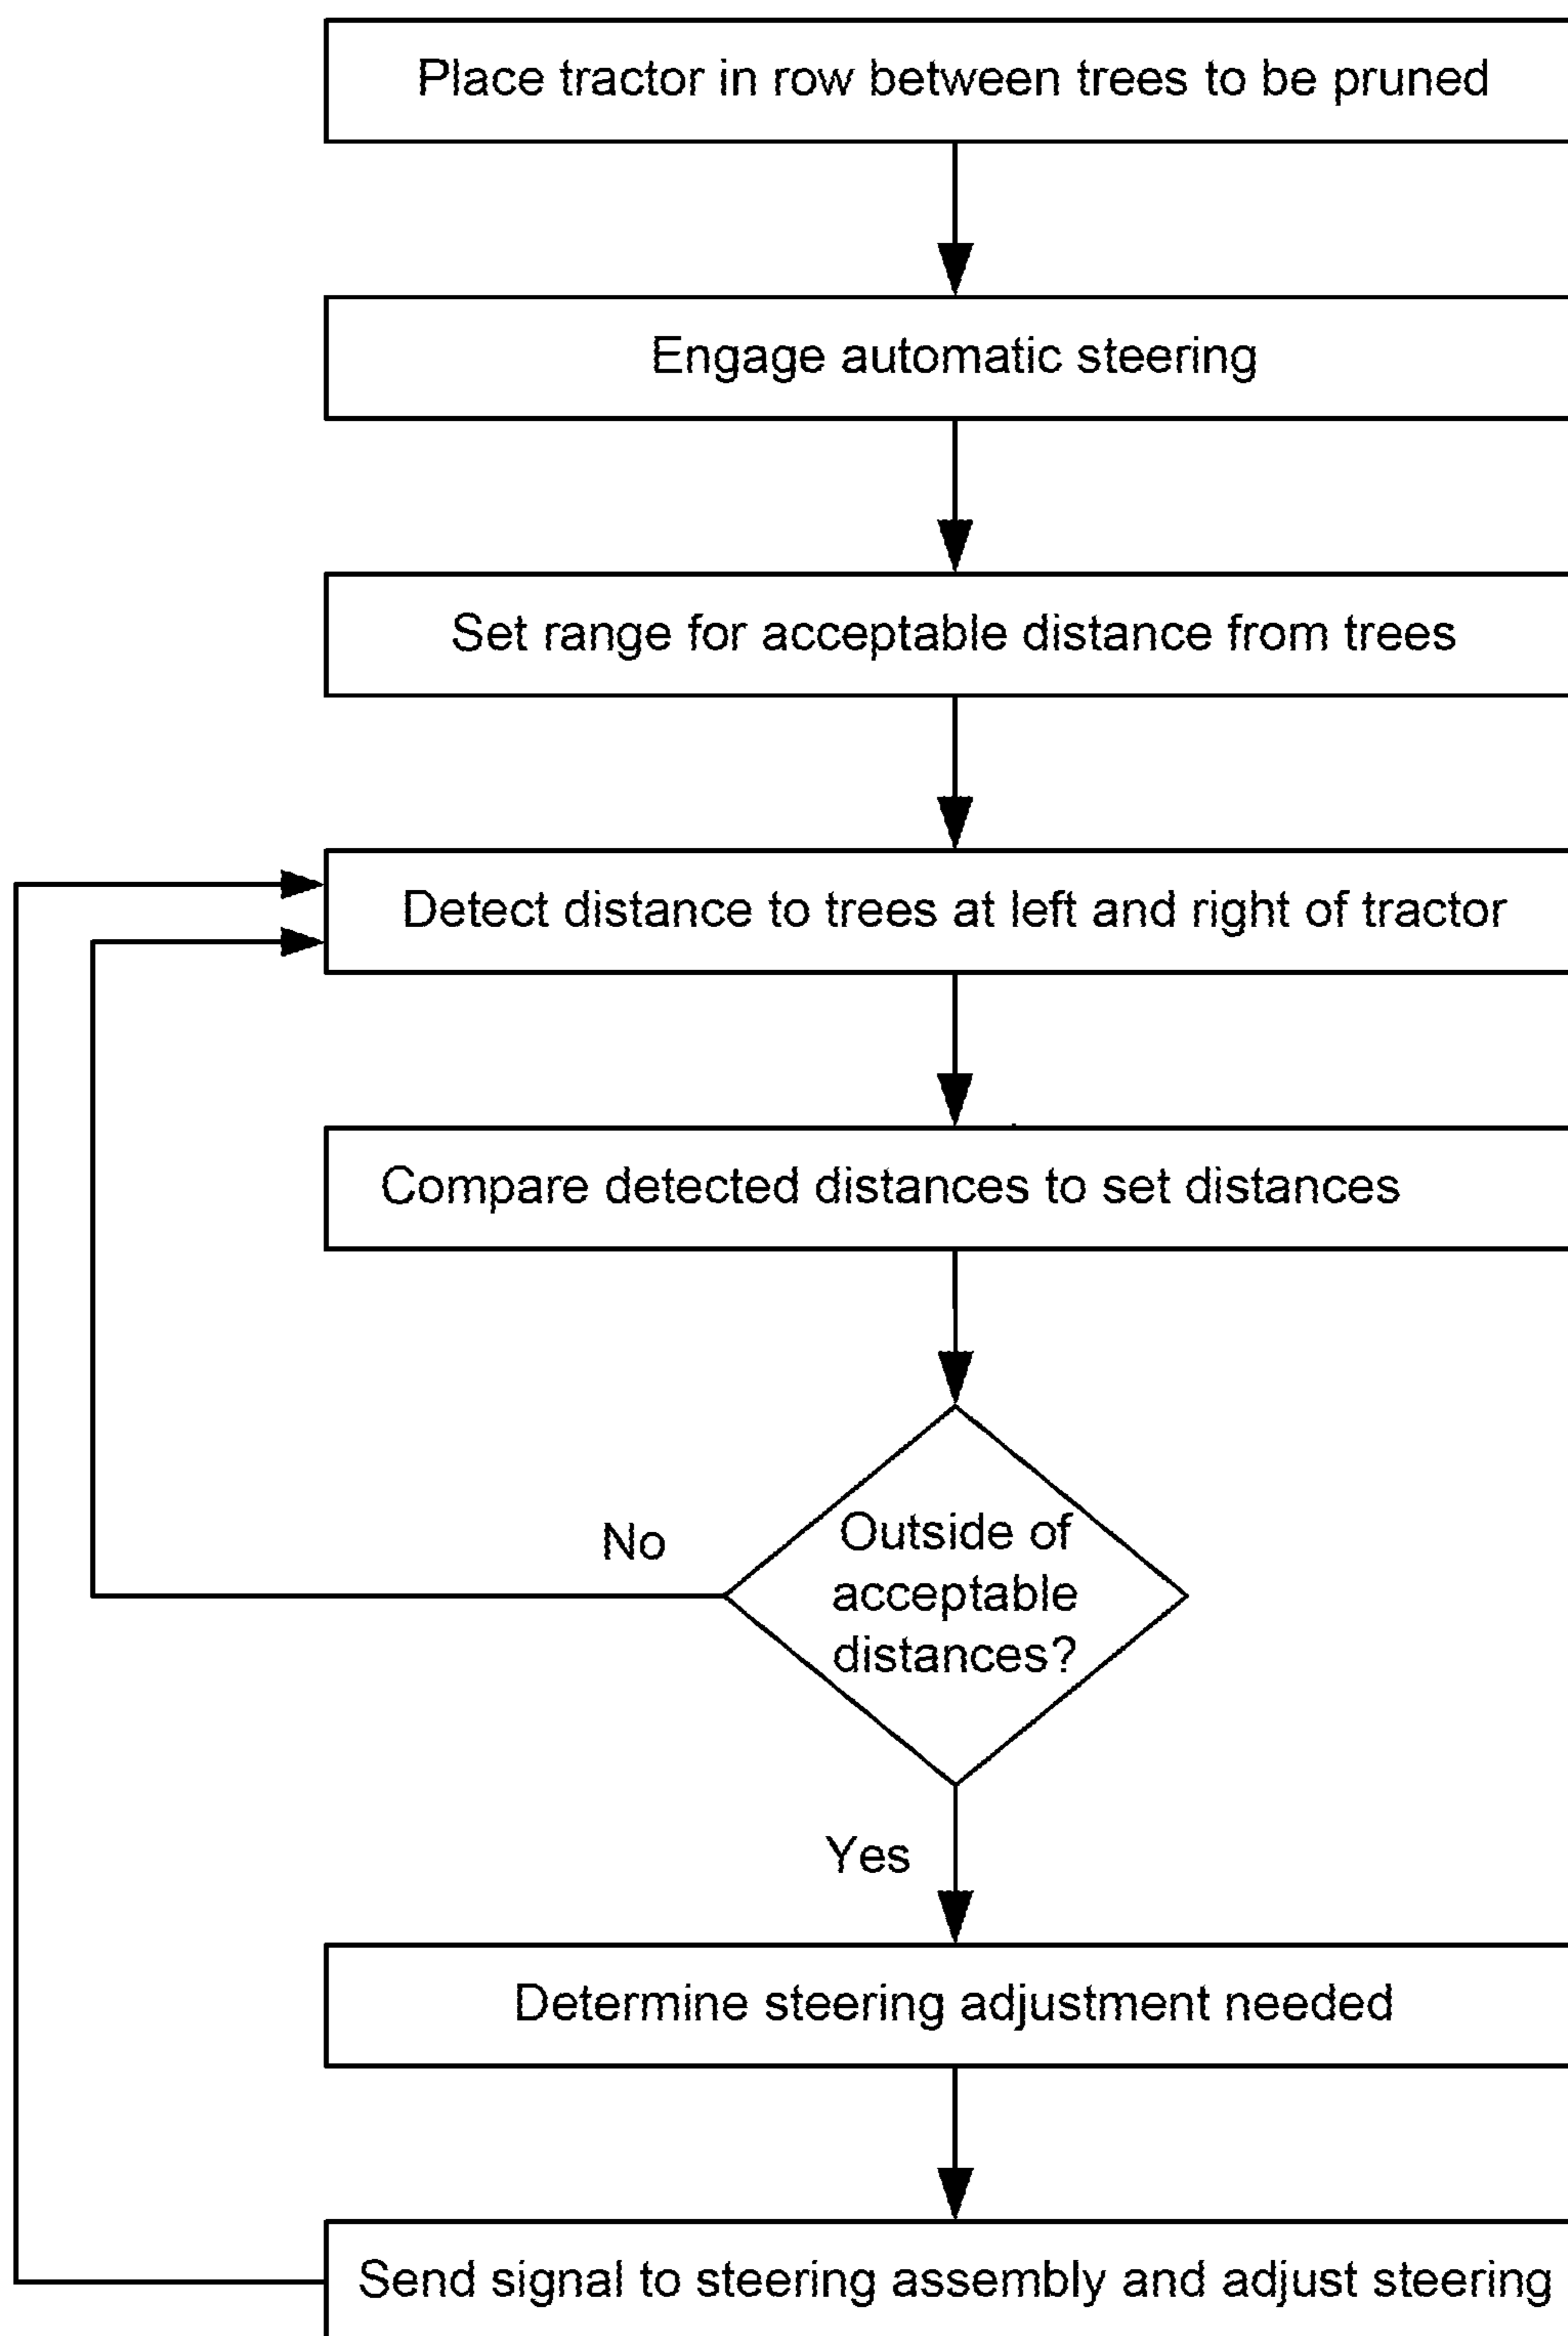 Place tractor in row between trees to be pruned
Engage automatic steering
Set range for acceptable distance from trees
Detect distance to trees at left and right of tractor
Compare detected distances to set distances
No
Outside of
acceptable
distances?
Yes
Determine steering adjustment needed
Send signal to steering assembly and adjust steering